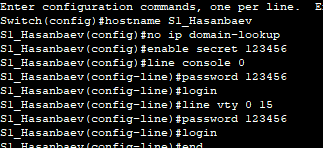 Enter configuration commands, one per line. E
Switch(config)#hostname S1_Hasanbaev
S1_Hasanbaev(config)#no ip domain-lookup
S1_Hasanbaev(config)#enable secret 123456
S1_Hasanbaev(config)#line console 0
S1_Hasanbaev(config-line)#password 123456
S1_Hasanbaev(config-line)#login
S1_Hasanbaev(config-line)#line vty 0 15
S1_Hasanbaev(config-line)#password 123456
S1_Hasanbaev(config-line)#login
S1_Hasanbaev(config-line)#end